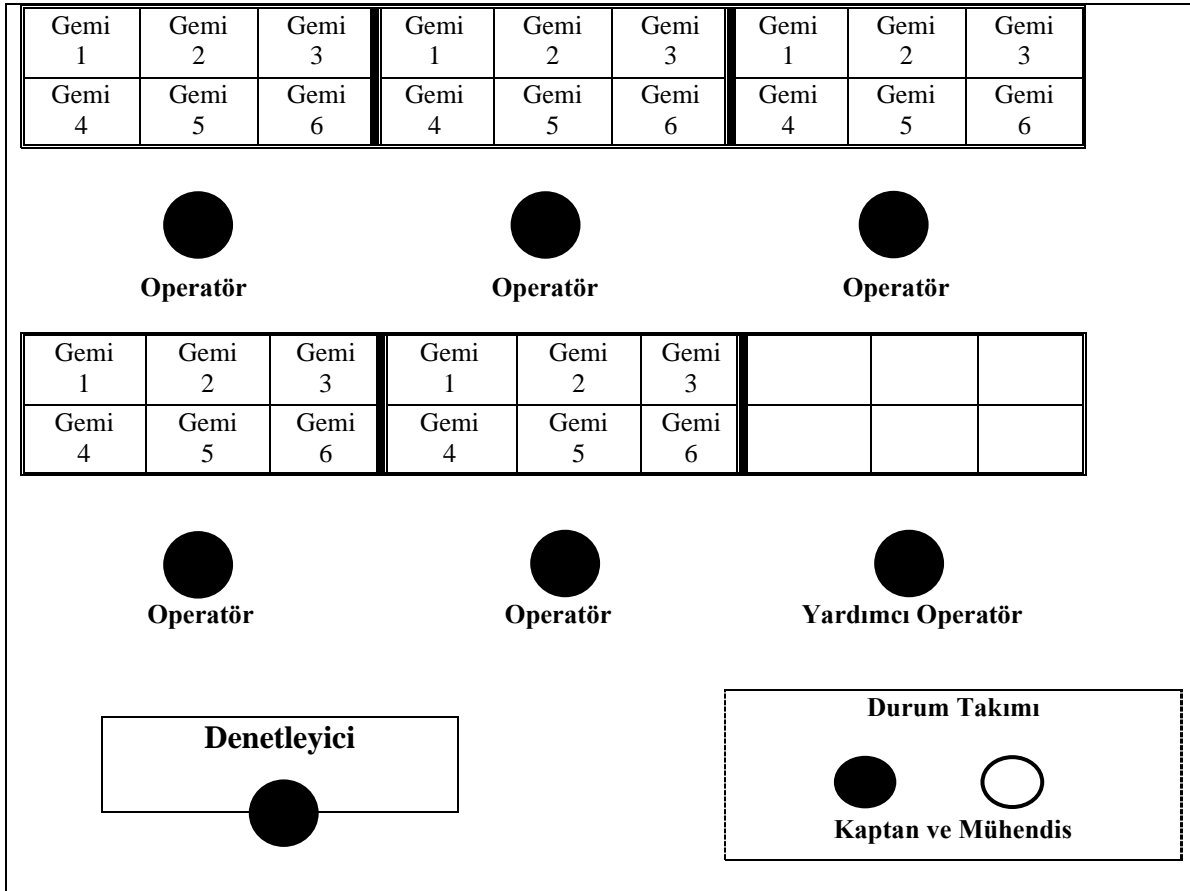 Gemi Gemi Gemi Gemi Gemi Gemi Gemi Gemi Gemi
1 2 3 1 2 3 1 2 3
Gemi Gemi Gemi Gemi Gemi Gemi Gemi Gemi Gemi
4 5 6 4 5 6 4 5 6
Operatör Operatör Operatör
Gemi Gemi Gemi Gemi Gemi Gemi
1 2 3 1 2 3
Gemi Gemi Gemi Gemi Gemi Gemi
4 5 6 4 5 6
Operatör Operatör Yardımcı Operatör
Durum Takımı
Denetleyici
Kaptan ve Mühendis